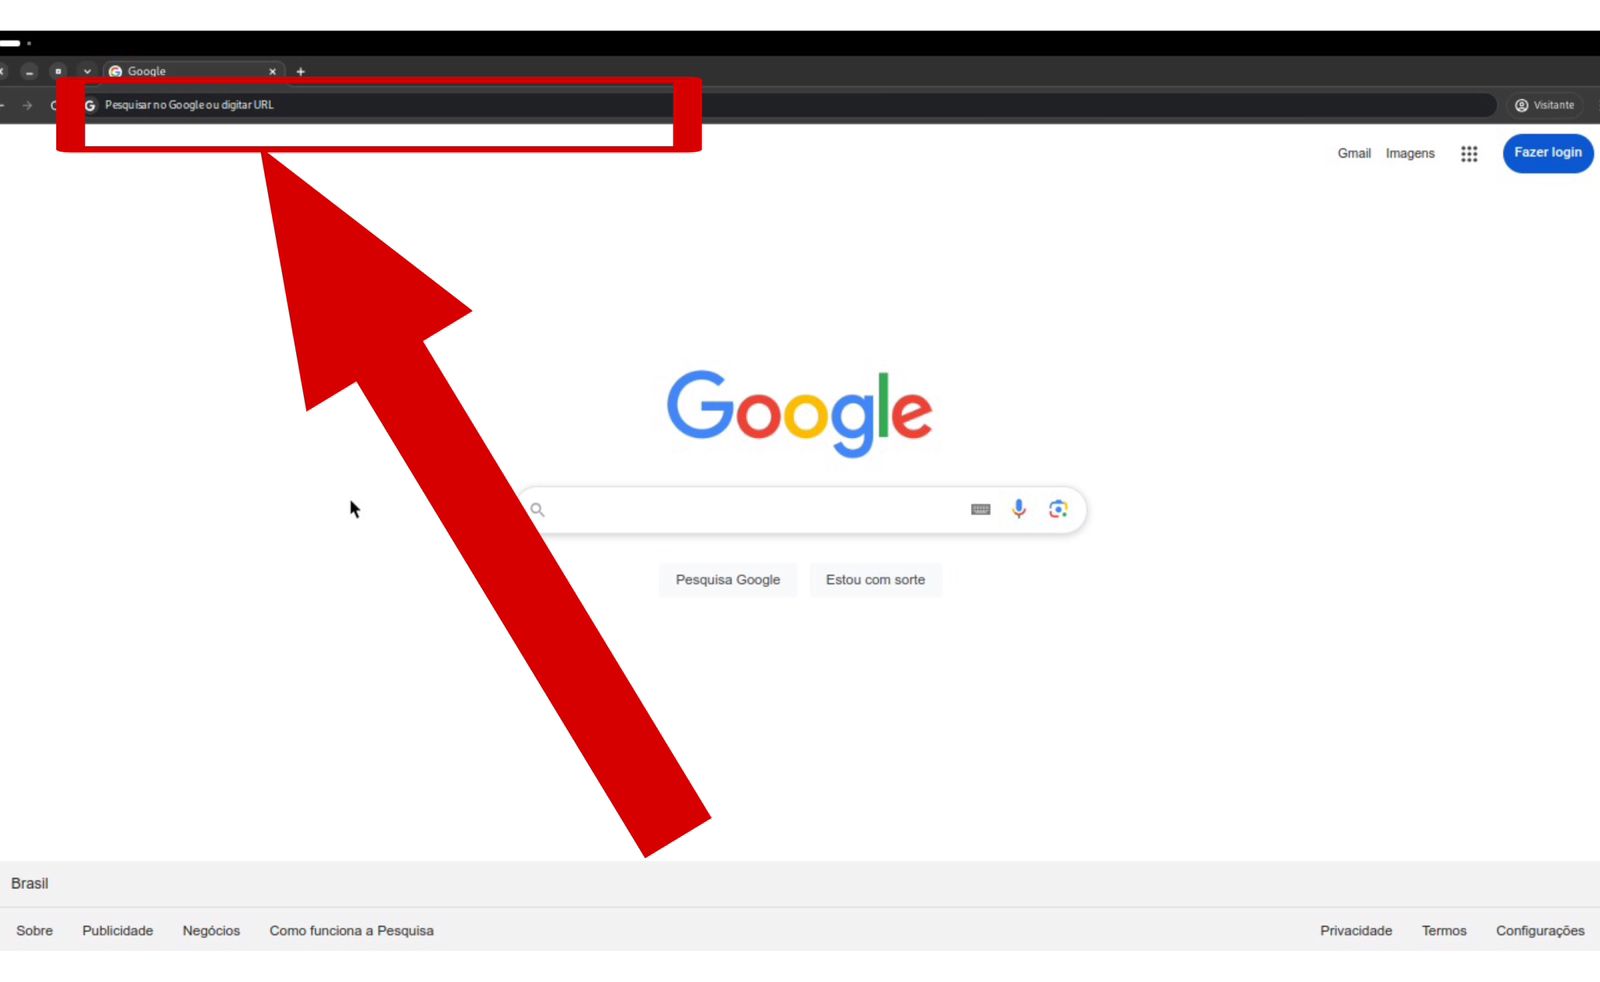 Google
Pesquisar no Google ou digitar URL
Visitante
Gmail Imagens Fazer login
Google
Pesquisa Google Estou com sorte
Brasil
Sobre Publicidade Negócios Como funciona a Pesquisa Privacidade Termos Configurações